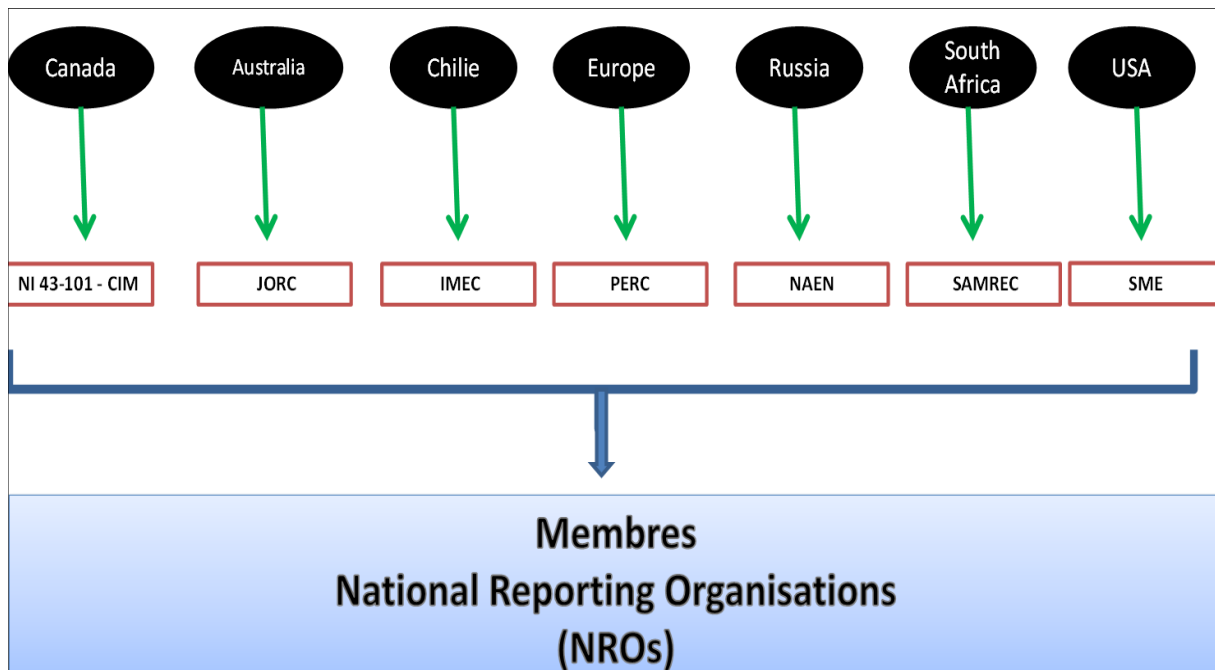 Canada
Australia
Chilie
Europe
Russia
South
Africa
USA
NI 43-101 - CIM
JORC
IMEC
PERC
NAEN
SAMREC
SME
Membres
National Reporting Organisations
(NROs)